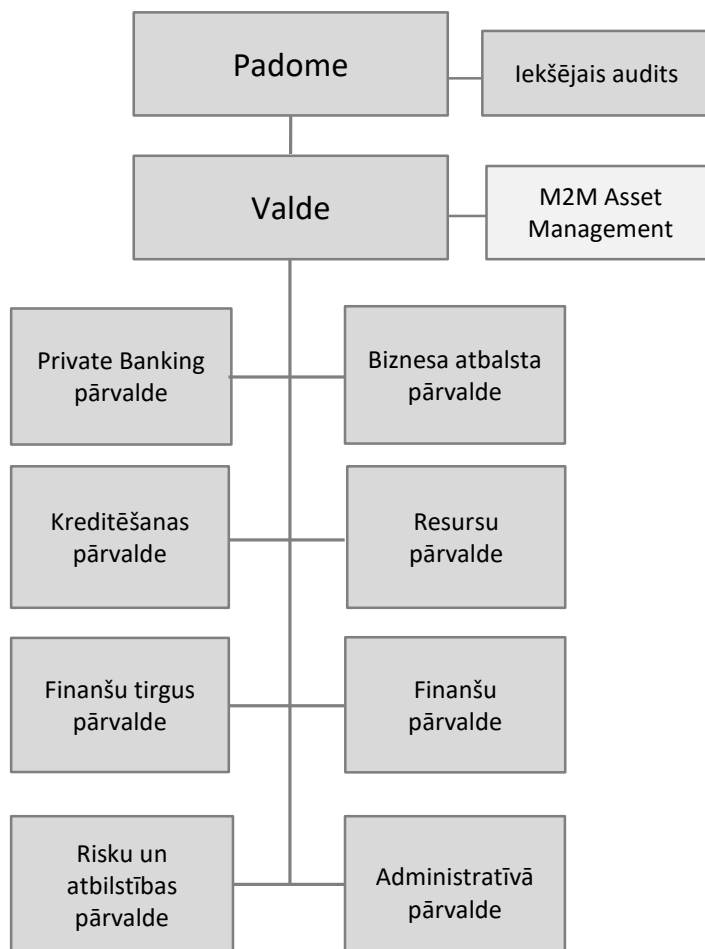 Padome
Iekšējais audits
Valde
M2M Asset
Management
Private Banking
pārvalde
Biznesa atbalsta
pārvalde
Kreditēšanas
pārvalde
Resursu
pārvalde
Finanšu tirgus
pārvalde
Finanšu
pārvalde
Risku un
atbilstības
pārvalde
Administratīvā
pārvalde